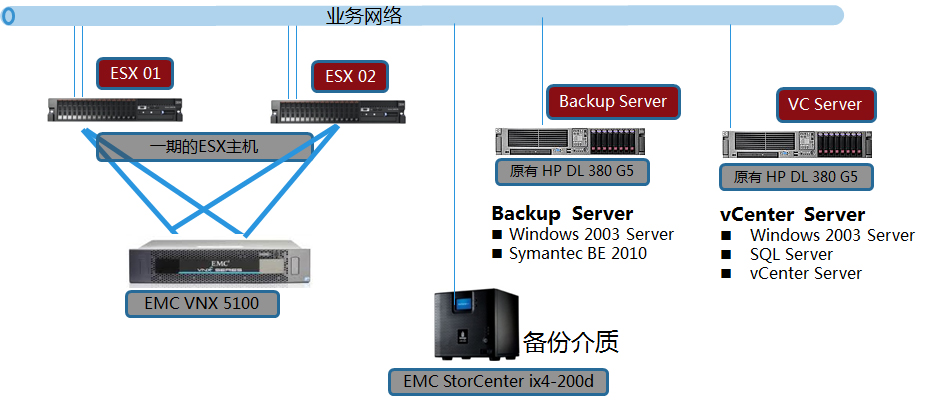 业务网络
ESX 01
ESX 02
Backup Server
VC Server
一期的ESX主机
原有 HP DL 380 G5
原有 HP DL 380 G5
Backup Server
■ Windows 2003 Server
■ Symantec BE 2010
vCenter Server
■ Windows 2003 Server
■ SQL Server
■ vCenter Server
EMC²
EMC VNX 5100
备份介质
EMC StorCenter ix4-200d